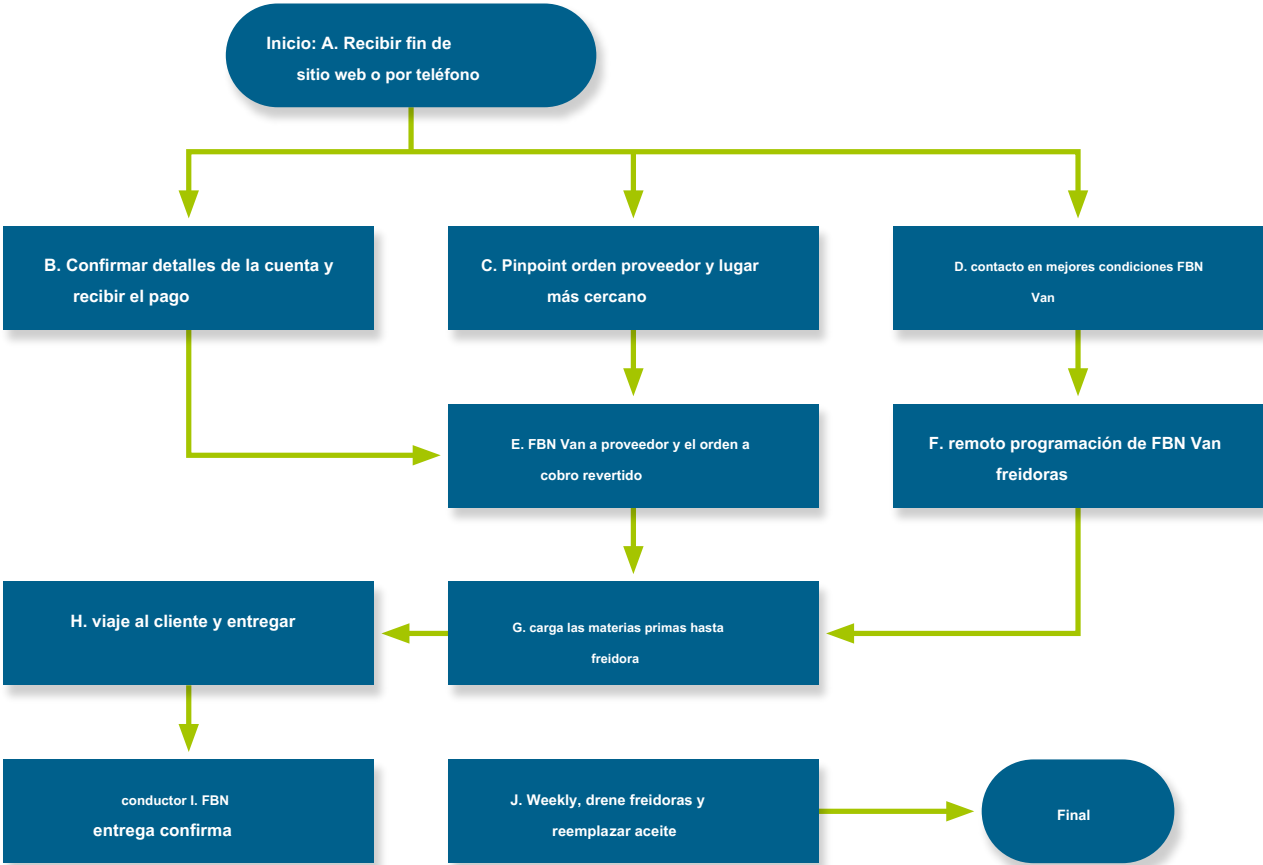 Inicio: A. Recibir fin de
sitio web o por teléfono
B. Confirmar detalles de la cuenta y
recibir el pago
C. Pinpoint orden proveedor y lugar
más cercano
D. contacto en mejores condiciones FBN
Van
E. FBN Van a proveedor y el orden a
cobro revertido
F. remoto programación de FBN Van
freidoras
H. viaje al cliente y entregar
G. carga las materias primas hasta
freidora
conductor I. FBN
entrega confirma
J. Weekly, drene freidoras y
reemplazar aceite
Final